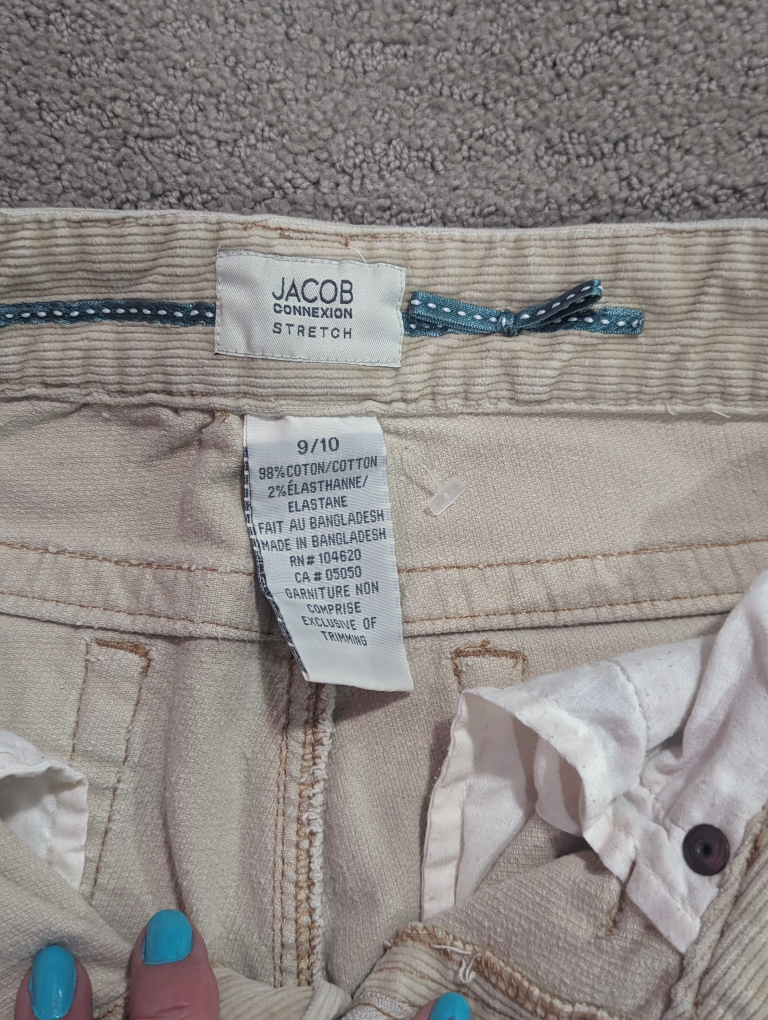 JACOB
CONNEXION
STRETCH
9/10
98%COTON/COTTON
2%ÉLASTHANNE/
ELASTANE
FAIT AU BANGLADESH
MADE IN BANGLADESH
RN# 104620
CA # 05050
GARNITURE NON
COMPRISE
EXCLUSIVE OF
TRIMMING